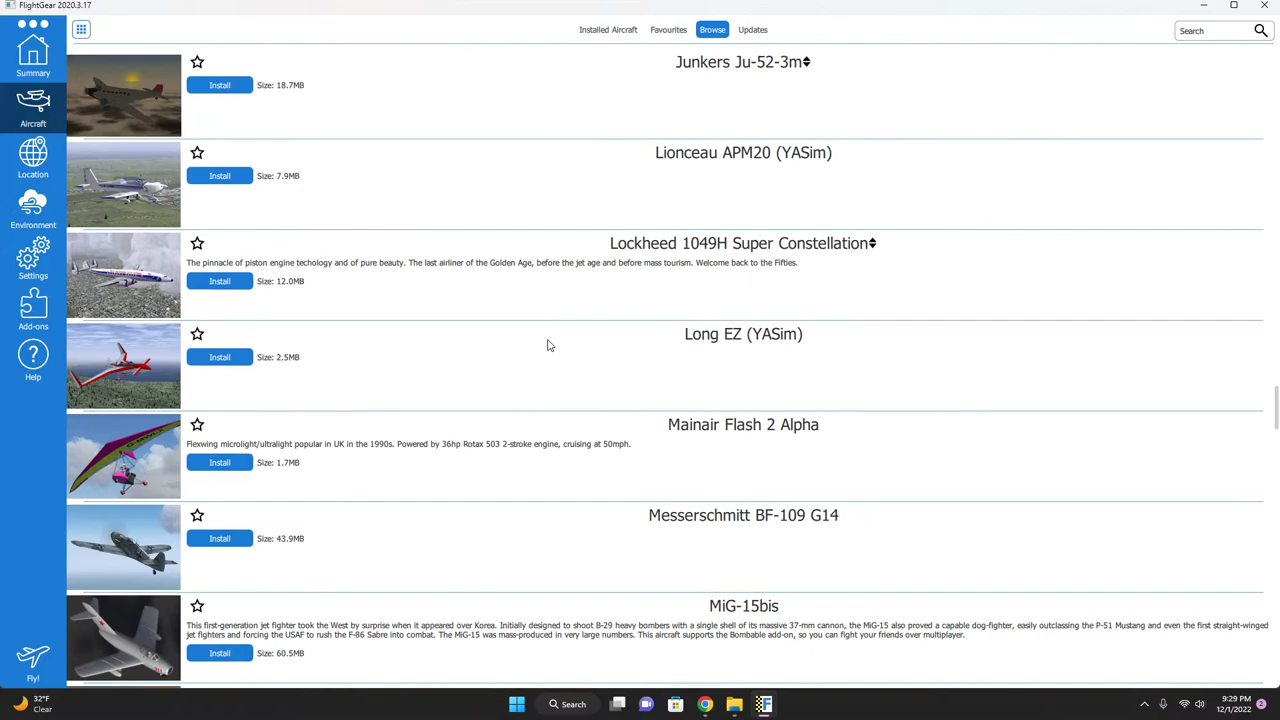 FlightGear 2020.3.17
Installed Aircraft
Favourites
Browse
Updates
Search
Summary
Aircraft
Location
Environment
Settings
Add-ons
Help
Fly!
Junkers Ju-52-3m
Install
Size: 18.7MB
Lionceau APM20 (YASim)
Install
Size: 7.9MB
Lockheed 1049H Super Constellation
The pinnacle of piston engine techology and of pure beauty. The last airliner of the Golden Age, before the jet age and before mass tourism. Welcome back to the Fifties.
Install
Size: 12.0MB
Long EZ (YASim)
Install
Size: 2.5MB
Mainair Flash 2 Alpha
Flexwing microlight/ultralight popular in UK in the 1990s. Powered by 36hp Rotax 503 2-stroke engine, cruising at 50mph.
Install
Size: 1.7MB
Messerschmitt BF-109 G14
Install
Size: 43.9MB
MiG-15bis
This first-generation jet fighter took the West by surprise when it appeared over Korea. Initially designed to shoot B-29 heavy bombers with a single shell of its massive 37-mm cannon, the MiG-15 also proved a capable dog-fighter, easily outclassing the P-51 Mustang and even the first straight-winged
jet fighters and forcing the USAF to rush the F-86 Sabre into combat. The MiG-15 was mass-produced in very large numbers. This aircraft supports the Bombable add-on, so you can fight your friends over multiplayer.
Install
Size: 60.5MB
32°F
Clear
Search
9:29 PM
12/1/2022
2